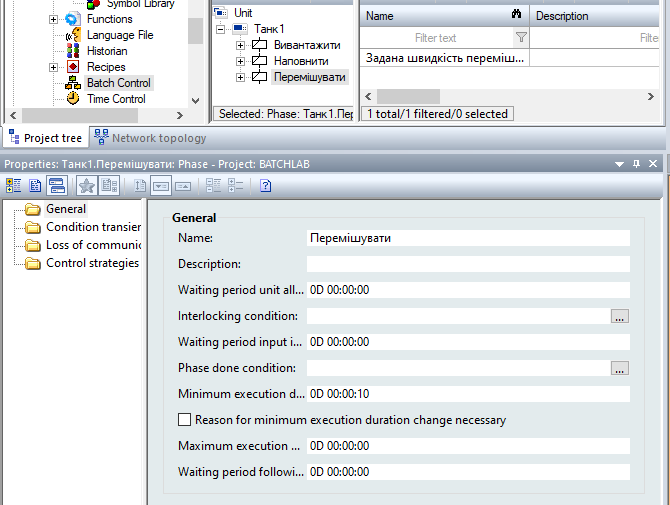 Symbol Library
Functions
Language File
Historian
Recipes
Batch Control
Time Control
Unit
Танк1
Вивантажити
Наповнити
Перемішувати
Selected: Phase: Танк1.Пере
Name
Description
Filter text
Filte
Задана швидкість переміш...
1 total/1 filtered/0 selected
Project tree
Network topology
Properties: Танк1.Перемішувати: Phase - Project: BATCHLAB
General
Condition transien
Loss of communic
Control strategies
General
Name:
Перемішувати
Description:
Waiting period unit all...
0D 00:00:00
Interlocking condition:
...
Waiting period input i...
0D 00:00:00
Phase done condition:
...
Minimum execution d...
0D 00:00:10
Reason for minimum execution duration change necessary
Maximum execution ...
0D 00:00:00
Waiting period followi...
0D 00:00:00